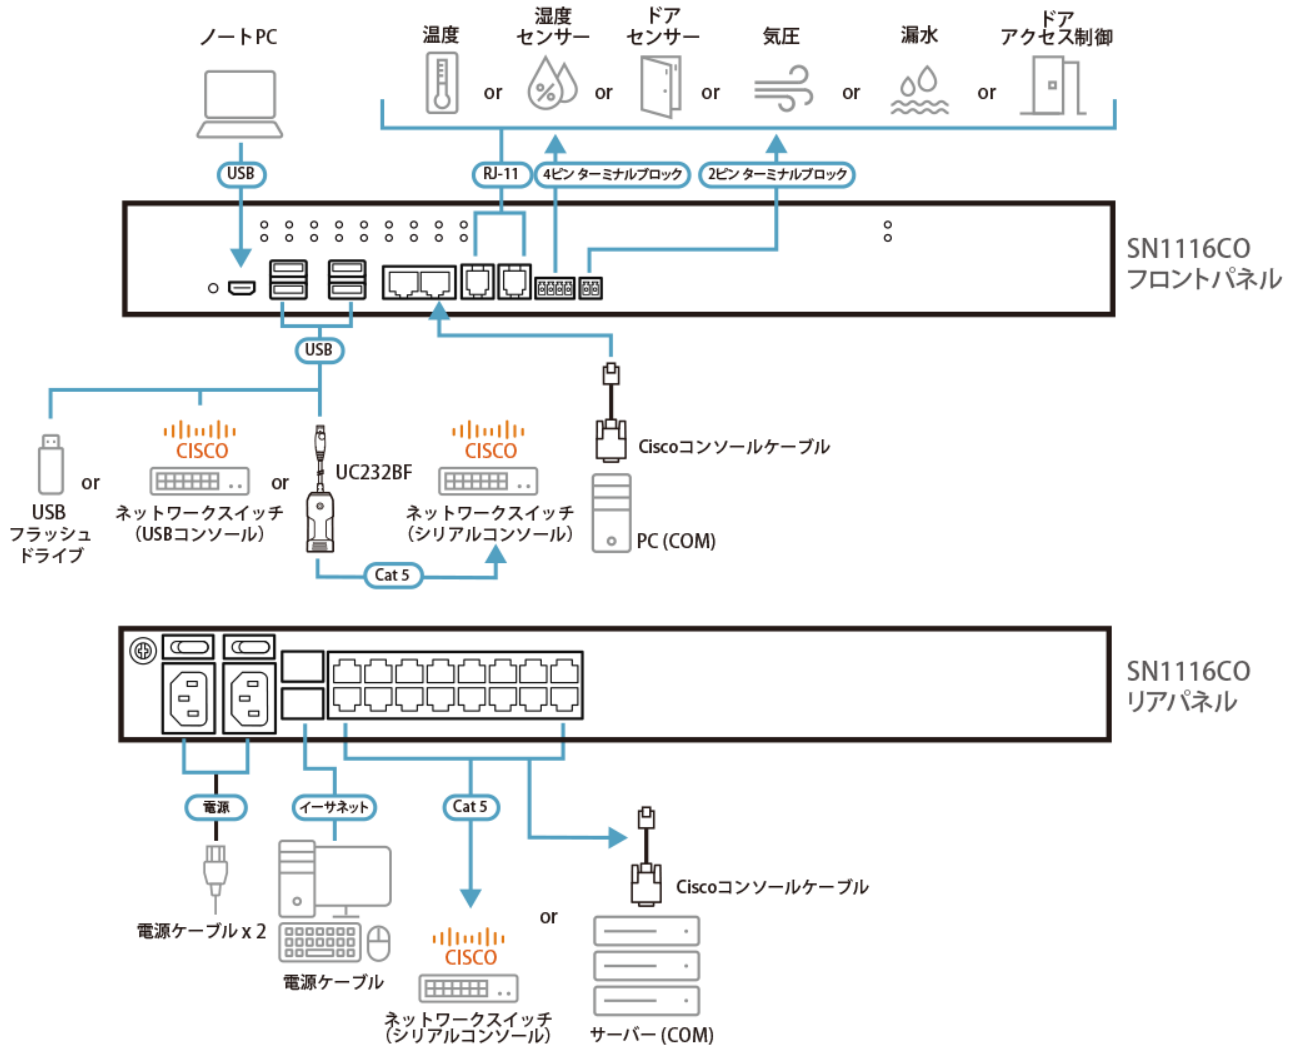 ノートPC
温度
湿度
センサー
ドア
センサー
気圧
漏水
ドア
アクセス制御
or
or
or
or
or
USB
RJ-11
4ピン ターミナルブロック
2ピン ターミナルブロック
SN1116CO
フロントパネル
USB
CISCO
CISCO
Ciscoコンソールケーブル
UC232BF
or
or
USB
フラッシュ
ドライブ
ネットワークスイッチ
(USBコンソール)
ネットワークスイッチ
(シリアルコンソール)
PC (COM)
Cat 5
SN1116CO
リアパネル
電源
イーサネット
Cat 5
Ciscoコンソールケーブル
電源ケーブル x 2
or
CISCO
電源ケーブル
ネットワークスイッチ
(シリアルコンソール)
サーバー (COM)